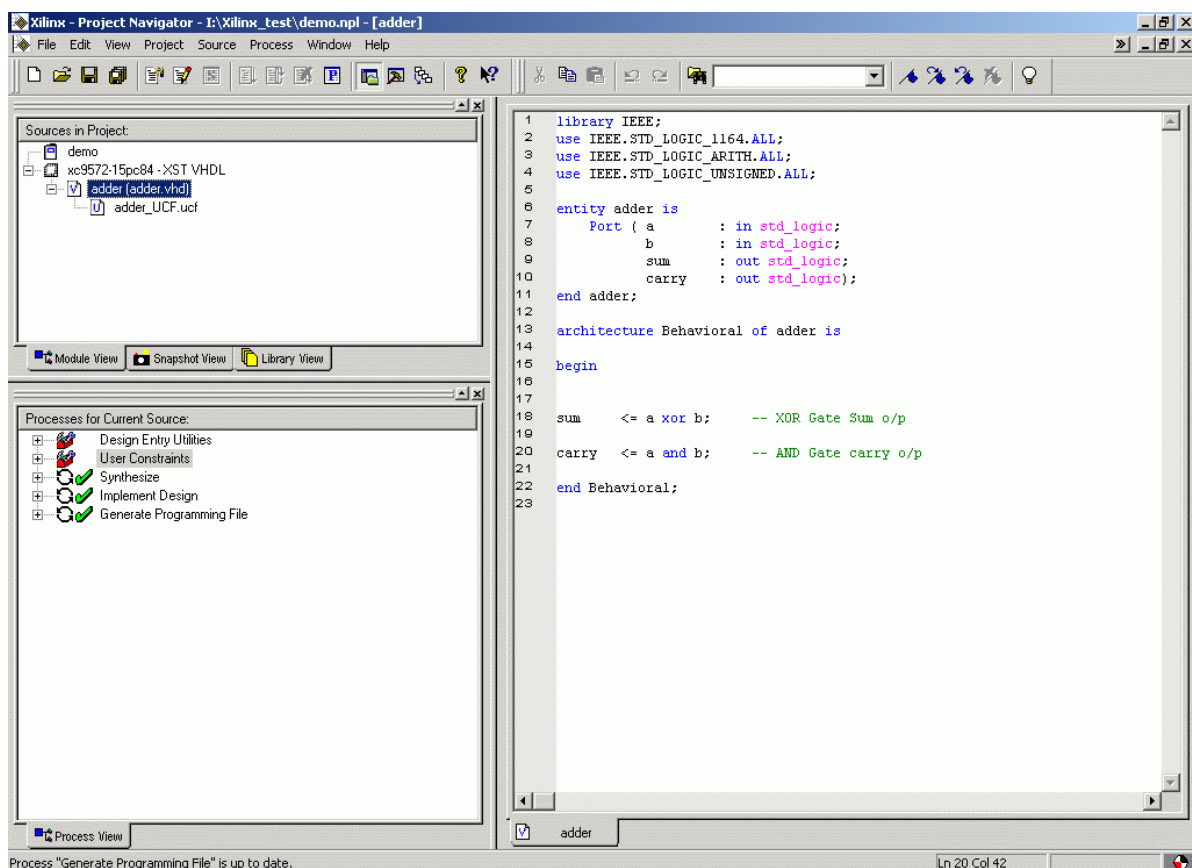 Xilinx - Project Navigator - I:\Xilinx_test\demo.npl - [adder]
File Edit View Project Source Process Window Help
Sources in Project:
demo
xc9572-15pc84 - XST VHDL
adder (adder.vhd)
adder_UCF.ucf
Module View Snapshot View Library View
Processes for Current Source:
Design Entry Utilities
User Constraints
Synthesize
Implement Design
Generate Programming File
Process View
1 library IEEE;
2 use IEEE.STD_LOGIC_1164.ALL;
3 use IEEE.STD_LOGIC_ARITH.ALL;
4 use IEEE.STD_LOGIC_UNSIGNED.ALL;
5
6 entity adder is
7 Port ( a : in std_logic;
8 b : in std_logic;
9 sum : out std_logic;
10 carry : out std_logic);
11 end adder;
12
13 architecture Behavioral of adder is
14
15 begin
16
17
18 sum <= a xor b; -- XOR Gate Sum o/p
19
20 carry <= a and b; -- AND Gate carry o/p
21
22 end Behavioral;
23
adder
Process "Generate Programming File" is up to date.
Ln 20 Col 42